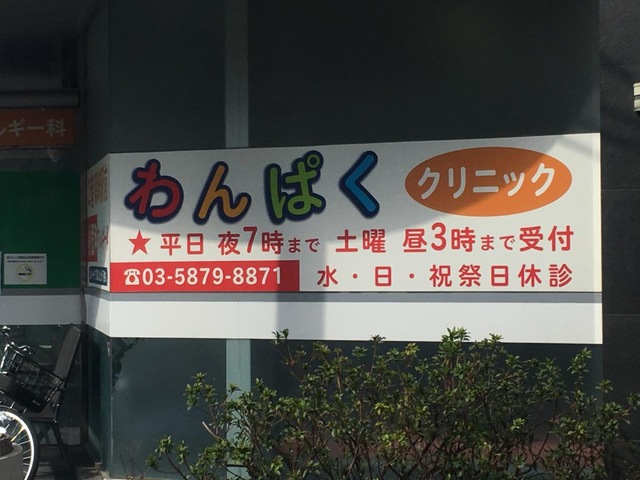 ルギー科
わんぱく クリニック
★ 平日 夜7時まで 土曜 昼3時まで受付
☎03-5879-8871 水・日・祝祭日休診